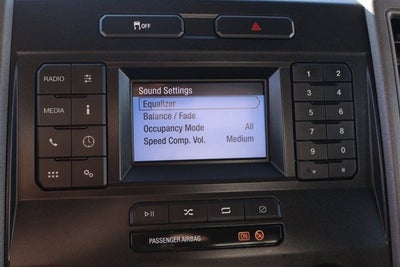 OFF
RADIO
MEDIA
i
Sound Settings
Equalizer
Balance / Fade
Occupancy Mode All
Speed Comp. Vol. Medium
1 2
3 4
5 6
7 8
9 0
* #
PASSENGER AIRBAG ON